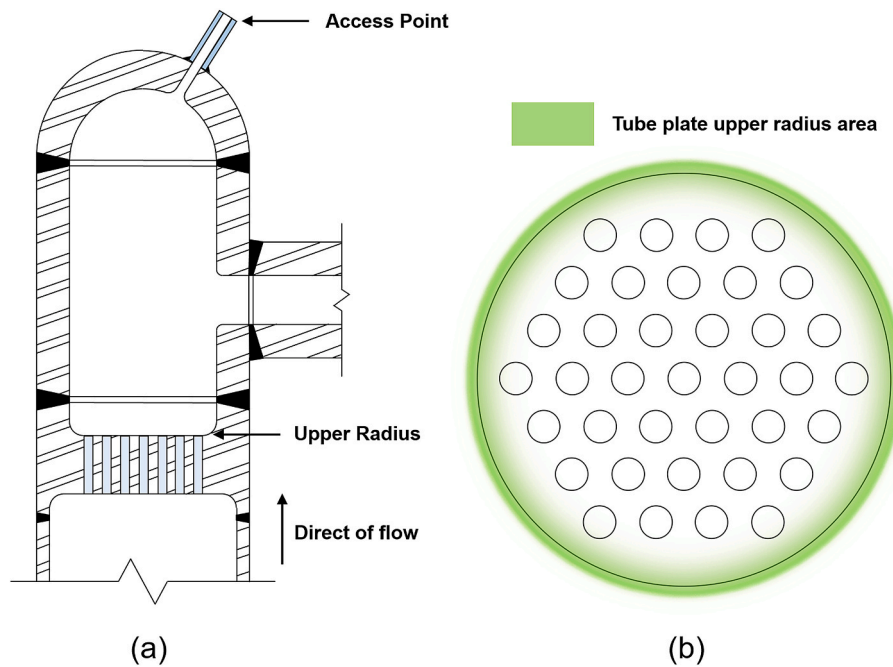 Access Point
Tube plate upper radius area
Upper Radius
Direct of flow
(a)
(b)